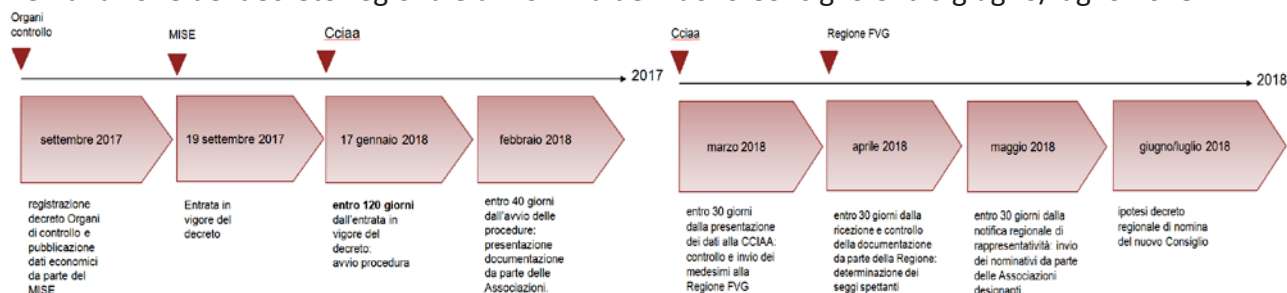 Organi
controllo
MISE
Cciaa
2017
settembre 2017
19 settembre 2017
17 gennaio 2018
febbraio 2018
registrazione
decreto Organi
di controllo e
pubblicazione
dati economici
da parte del
MISE
Entrata in
vigore del
decreto
entro 120 giorni
dall'entrata in
vigore del
decreto:
avvio procedura
entro 40 giorni
dall'avvio delle
procedure:
presentazione
documentazione
da parte delle
Associazioni.
Cciaa
Regione FVG
2018
marzo 2018
aprile 2018
maggio 2018
giugno/luglio 2018
entro 30 giorni
dalla presentazione
dei dati alla CCIAA:
controllo e invio dei
medesimi alla
Regione FVG
entro 30 giorni dalla
ricezione e controllo
della documentazione
da parte della Regione:
determinazione dei
seggi spettanti
entro 30 giorni dalla
notifica regionale di
rappresentatività: invio
dei nominativi da parte
delle Associazioni
designanti
ipotesi decreto
regionale di nomina
del nuovo Consiglio